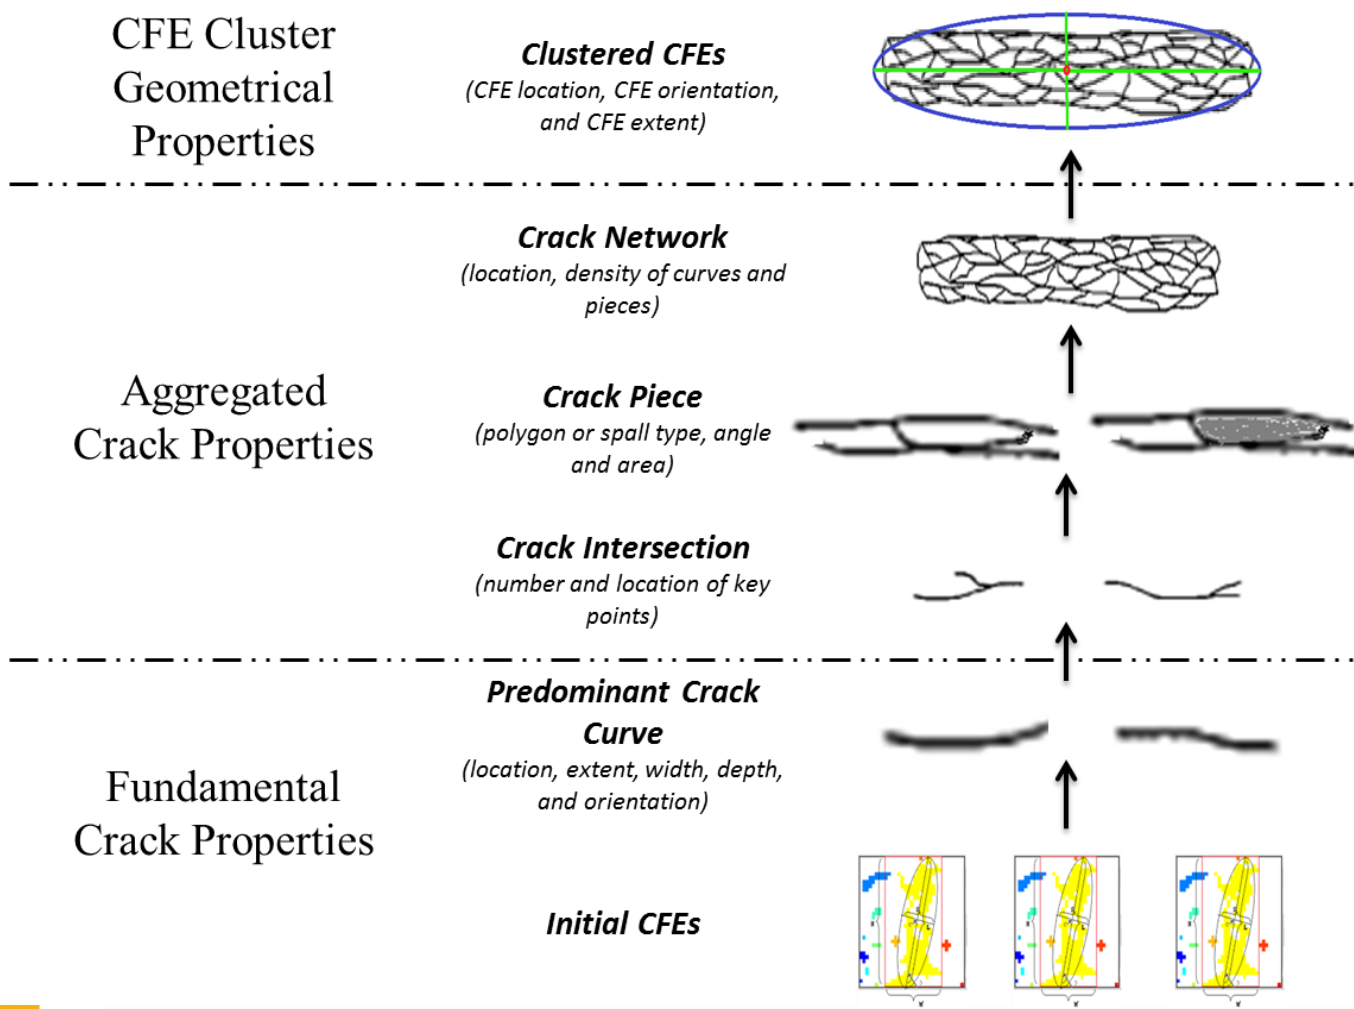 CFE Cluster
Geometrical
Properties
Clustered CFEs
(CFE location, CFE orientation,
and CFE extent)
Crack Network
(location, density of curves and
pieces)
Aggregated
Crack Properties
Crack Piece
(polygon or spall type, angle
and area)
Crack Intersection
(number and location of key
points)
Fundamental
Crack Properties
Predominant Crack
Curve
(location, extent, width, depth,
and orientation)
Initial CFEs